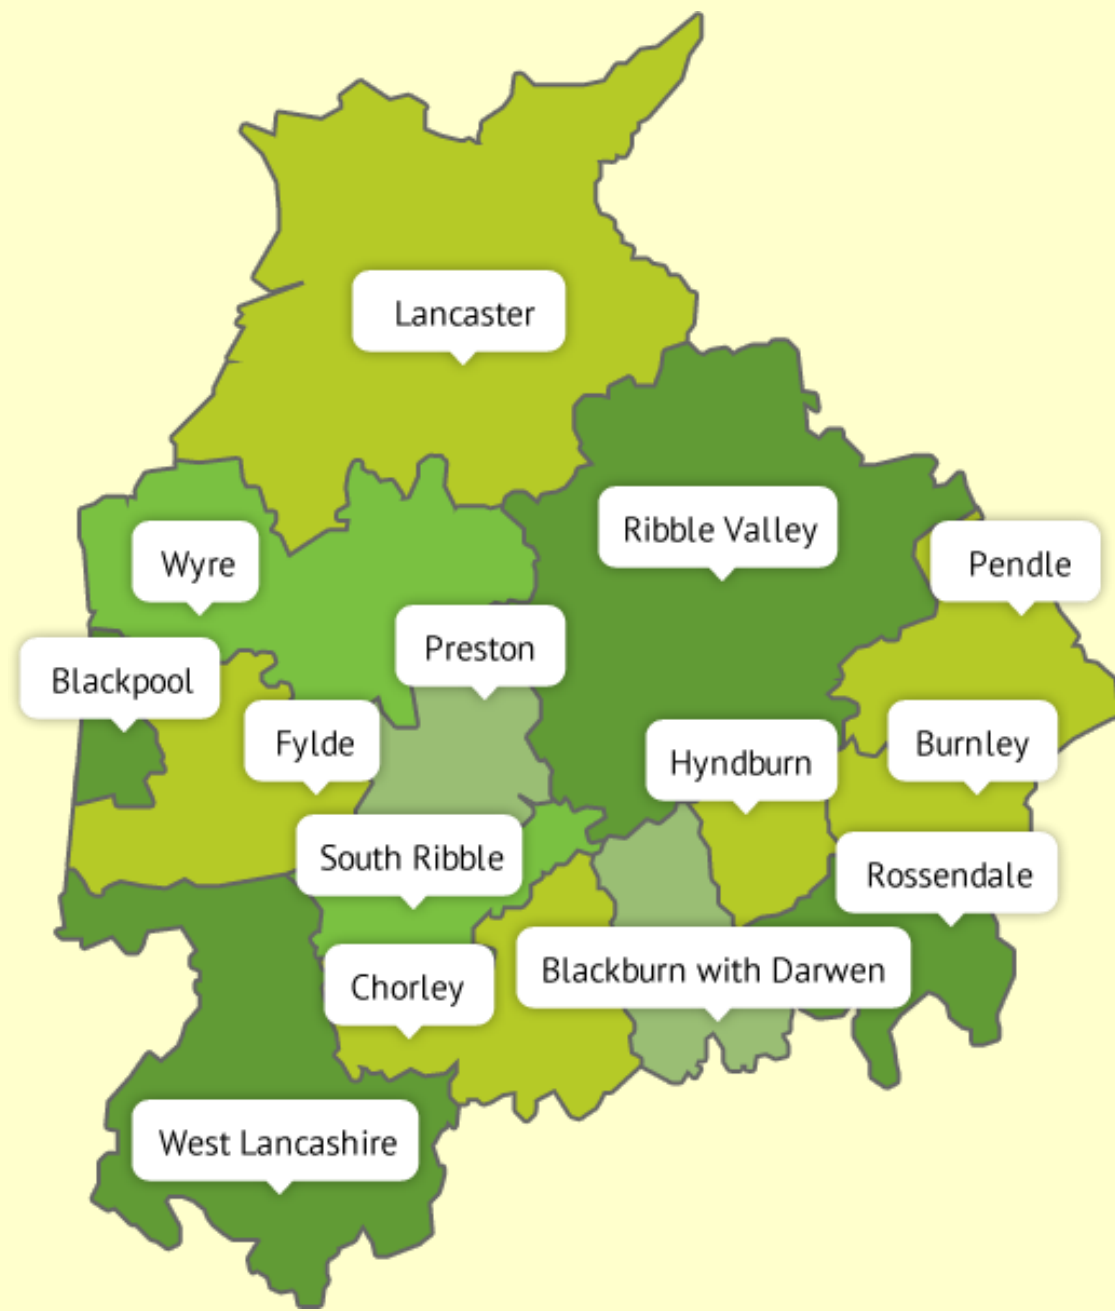 Lancaster
Ribble Valley
Wyre
Pendle
Preston
Blackpool
Fylde
Burnley
Hyndburn
South Ribble
Rossendale
Blackburn with Darwen
Chorley
West Lancashire